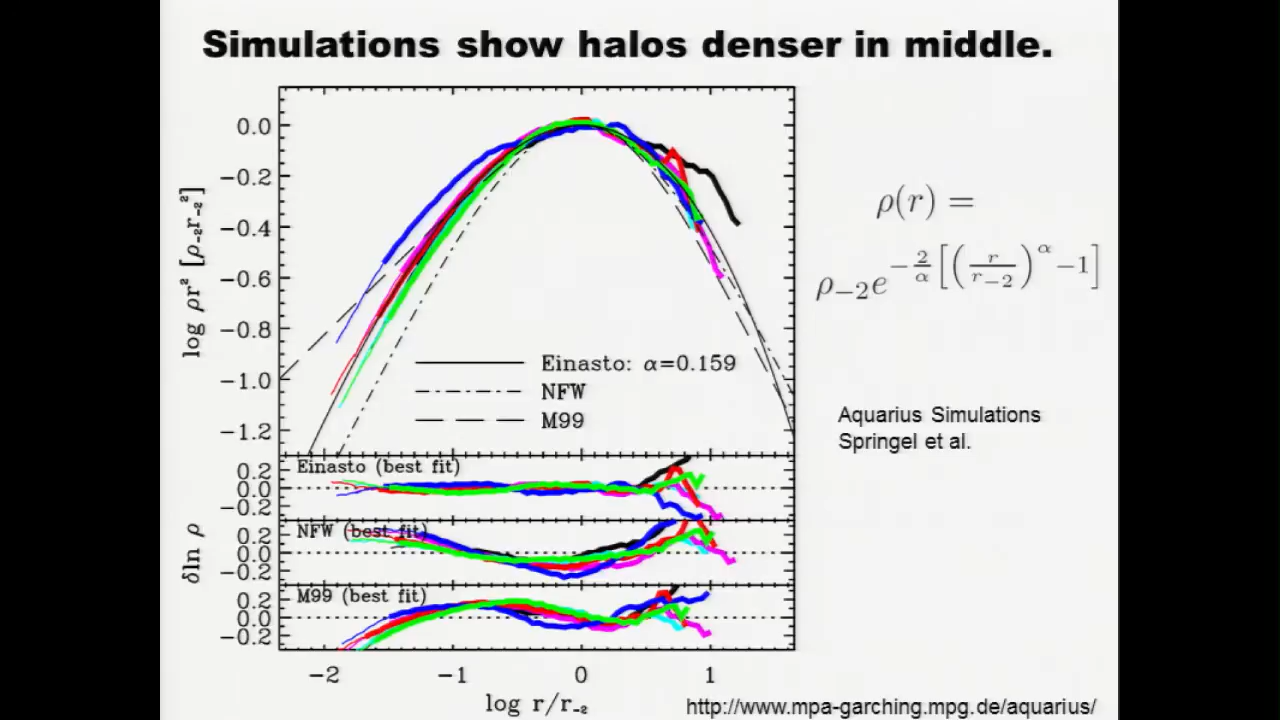 Simulations show halos denser in middle.
0.0
−0.2
−0.4
−0.6
−0.8
−1.0
−1.2
log ρr² [ρ₋₂r₋₂²]
Einasto: α=0.159
NFW
M99
ρ(r) =
ρ₋₂e^{−\frac{2}{α}[(\frac{r}{r−2})^α −1]}
Aquarius Simulations
Springel et al.
Einasto (best fit)
0.2
0.0
−0.2
NFW (best fit)
0.2
0.0
−0.2
M99 (best fit)
0.2
0.0
−0.2
δln ρ
−2 −1 0 1
log r/r₋₂
http://www.mpa-garching.mpg.de/aquarius/